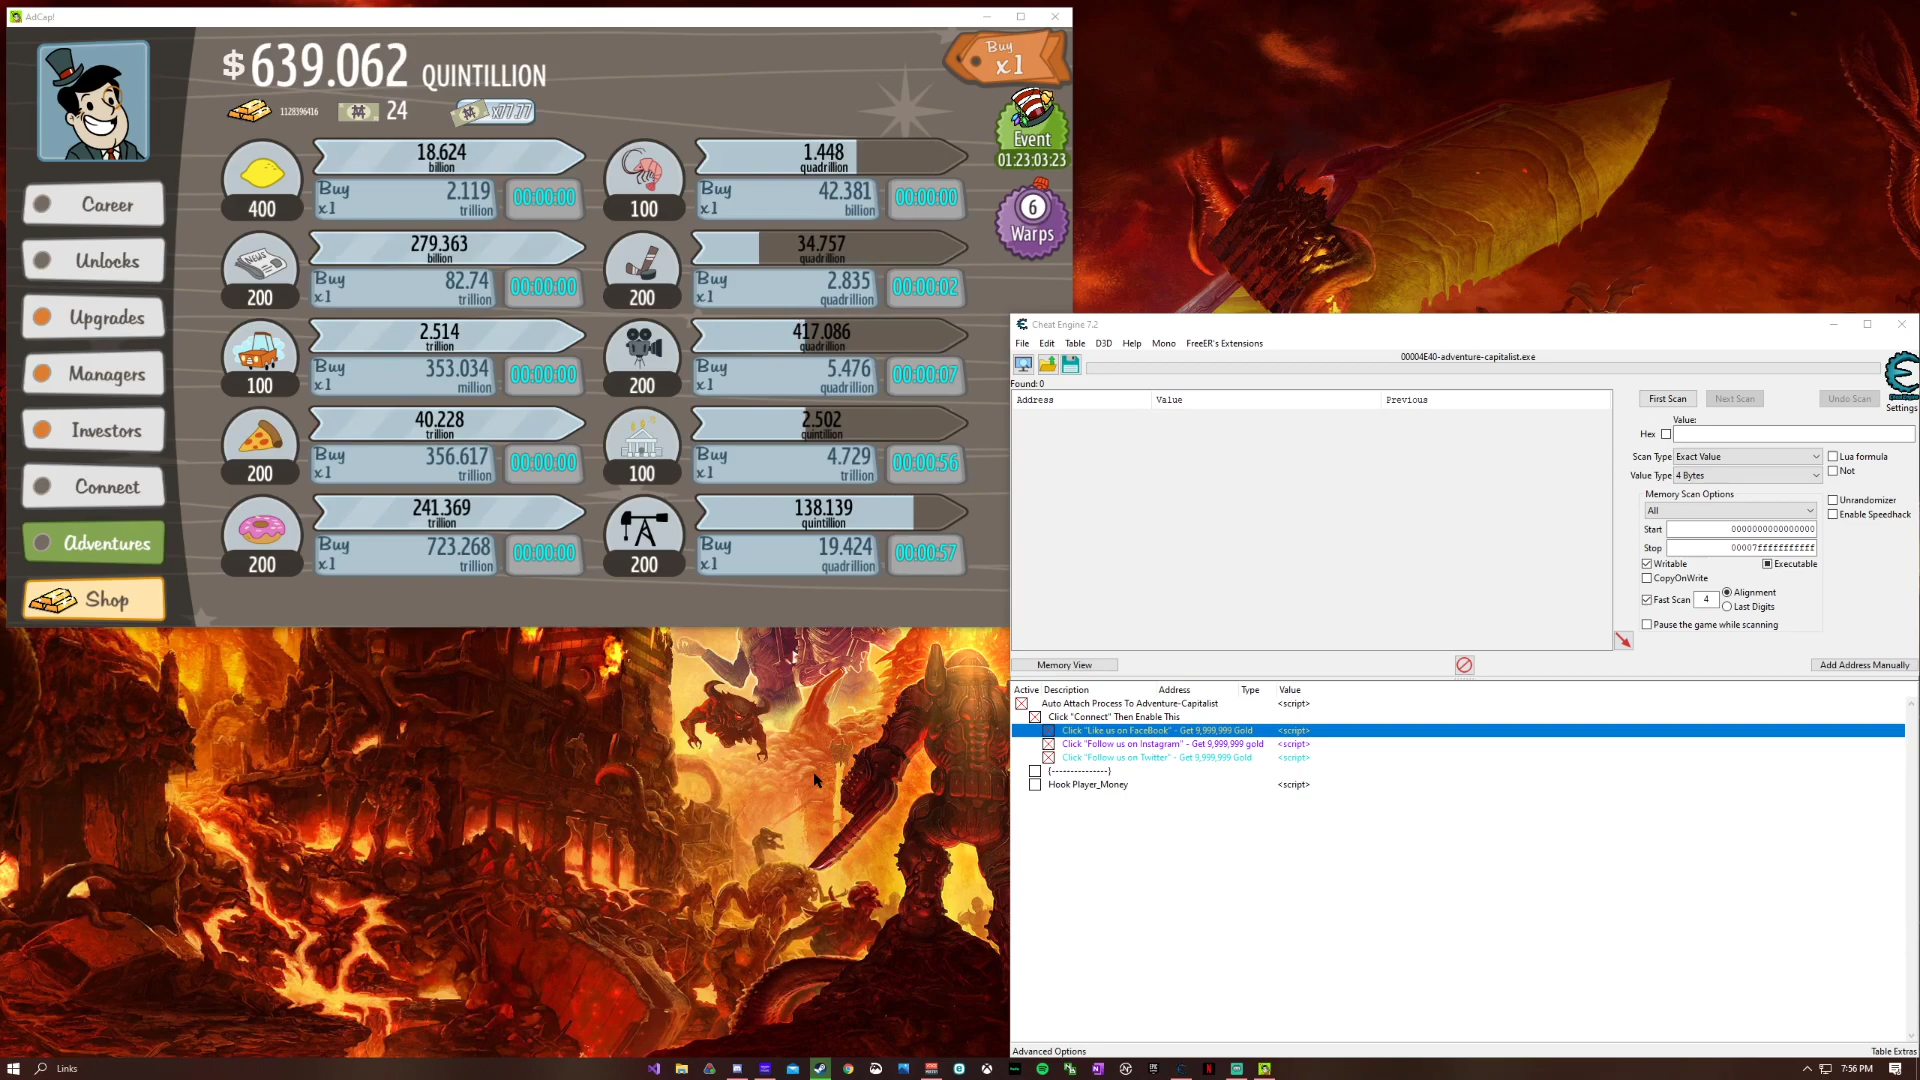 AdCap!
$639.062 QUINTILLION
1128396416
24
x77.77
Buy
x1
Event
01:23:03:23
6
Warps
Career
Unlocks
Upgrades
Managers
Investors
Connect
Adventures
Shop
18.624
billion
400
Buy
x1
2.119
trillion
00:00:00
1.448
quadrillion
100
Buy
x1
42.381
billion
00:00:00
NEWS
279.363
billion
200
Buy
x1
82.74
trillion
00:00:00
34.757
quadrillion
200
Buy
x1
2.835
quadrillion
00:00:02
2.514
trillion
100
Buy
x1
353.034
million
00:00:00
417.086
quadrillion
200
Buy
x1
5.476
quadrillion
00:00:07
40.228
trillion
200
Buy
x1
356.617
trillion
00:00:00
2.502
quintillion
100
Buy
x1
4.729
trillion
00:00:56
241.369
trillion
200
Buy
x1
723.268
trillion
00:00:00
138.139
quintillion
200
Buy
x1
19.424
quadrillion
00:00:57
Cheat Engine 7.2
File Edit Table D3D Help Mono FreeER's Extensions
00004E40-adventure-capitalist.exe
Found: 0
Address Value Previous
First Scan Next Scan Undo Scan
Settings
Value:
Hex
Scan Type Exact Value
Lua formula
Not
Value Type 4 Bytes
Memory Scan Options
All
Unrandomizer
Enable Speedhack
Start 0000000000000000
Stop 00007fffffffffff
Writable Executable
CopyOnWrite
Fast Scan 4 Alignment
Last Digits
Pause the game while scanning
Memory View
Add Address Manually
Active Description Address Type Value
Auto Attach Process To Adventure-Capitalist <script>
Click "Connect" Then Enable This
Click "Like us on FaceBook" - Get 9,999,999 Gold <script>
Click "Follow us on Instagram" - Get 9,999,999 gold <script>
Click "Follow us on Twitter" - Get 9,999,999 Gold <script>
{---------------}
Hook Player_Money <script>
Advanced Options
Table Extras
Links
7:56 PM